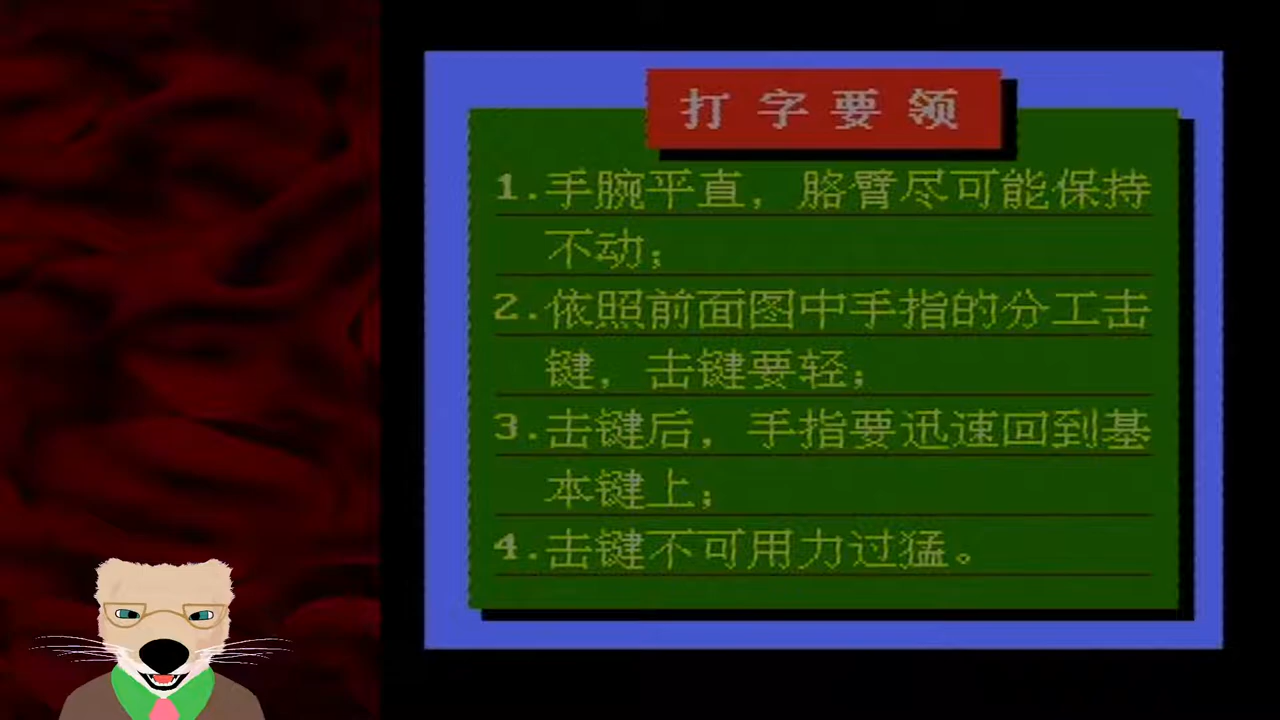 打字要领
1.手腕平直，胳臂尽可能保持
不动；
2.依照前面图中手指的分工击
键，击键要轻；
3.击键后，手指要迅速回到基
本键上；
4.击键不可用力过猛。